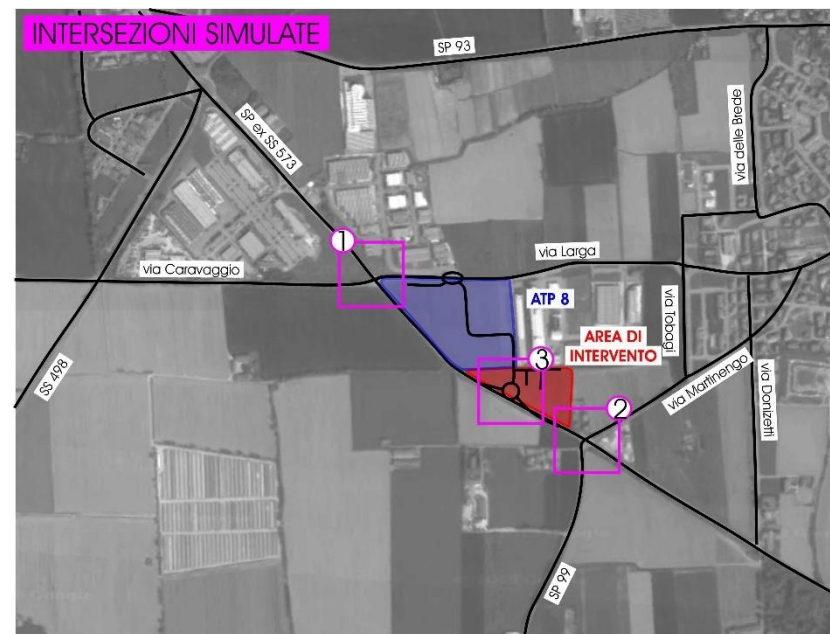 INTERSEZIONI SIMULATE
SP 93
SP ex SS 573
via delle Brede
1
via Caravaggio
via Larga
ATP 8
AREA DI
INTERVENTO
via Tobagi
3
SS 498
via Martinengo
via Donizetti
2
SP 99